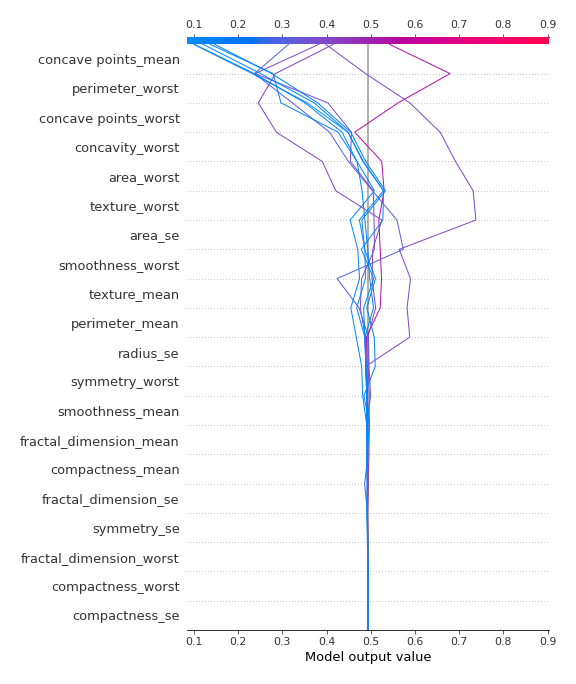 0.1 0.2 0.3 0.4 0.5 0.6 0.7 0.8 0.9
concave points_mean
perimeter_worst
concave points_worst
concavity_worst
area_worst
texture_worst
area_se
smoothness_worst
texture_mean
perimeter_mean
radius_se
symmetry_worst
smoothness_mean
fractal_dimension_mean
compactness_mean
fractal_dimension_se
symmetry_se
fractal_dimension_worst
compactness_worst
compactness_se
0.1 0.2 0.3 0.4 0.5 0.6 0.7 0.8 0.9
Model output value